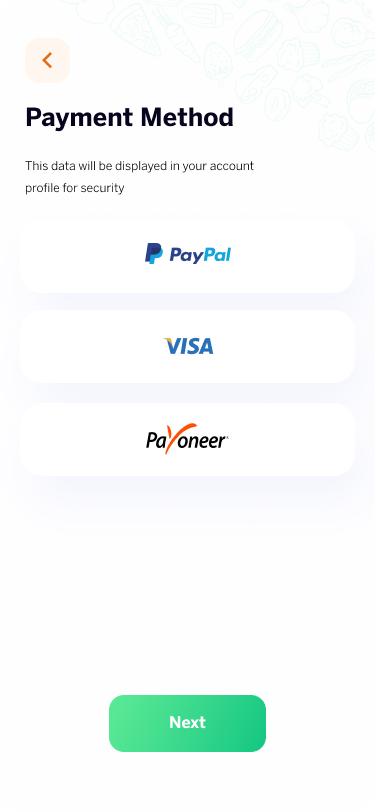 Payment Method
This data will be displayed in your account
profile for security
PayPal
VISA
Payoneer
Next